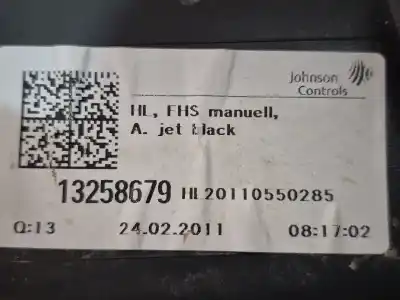 Johnson
Controls
HL, FHS manuell,
A. jet black
13258679 HL20110550285
Q:13 24.02.2011 08:17:02